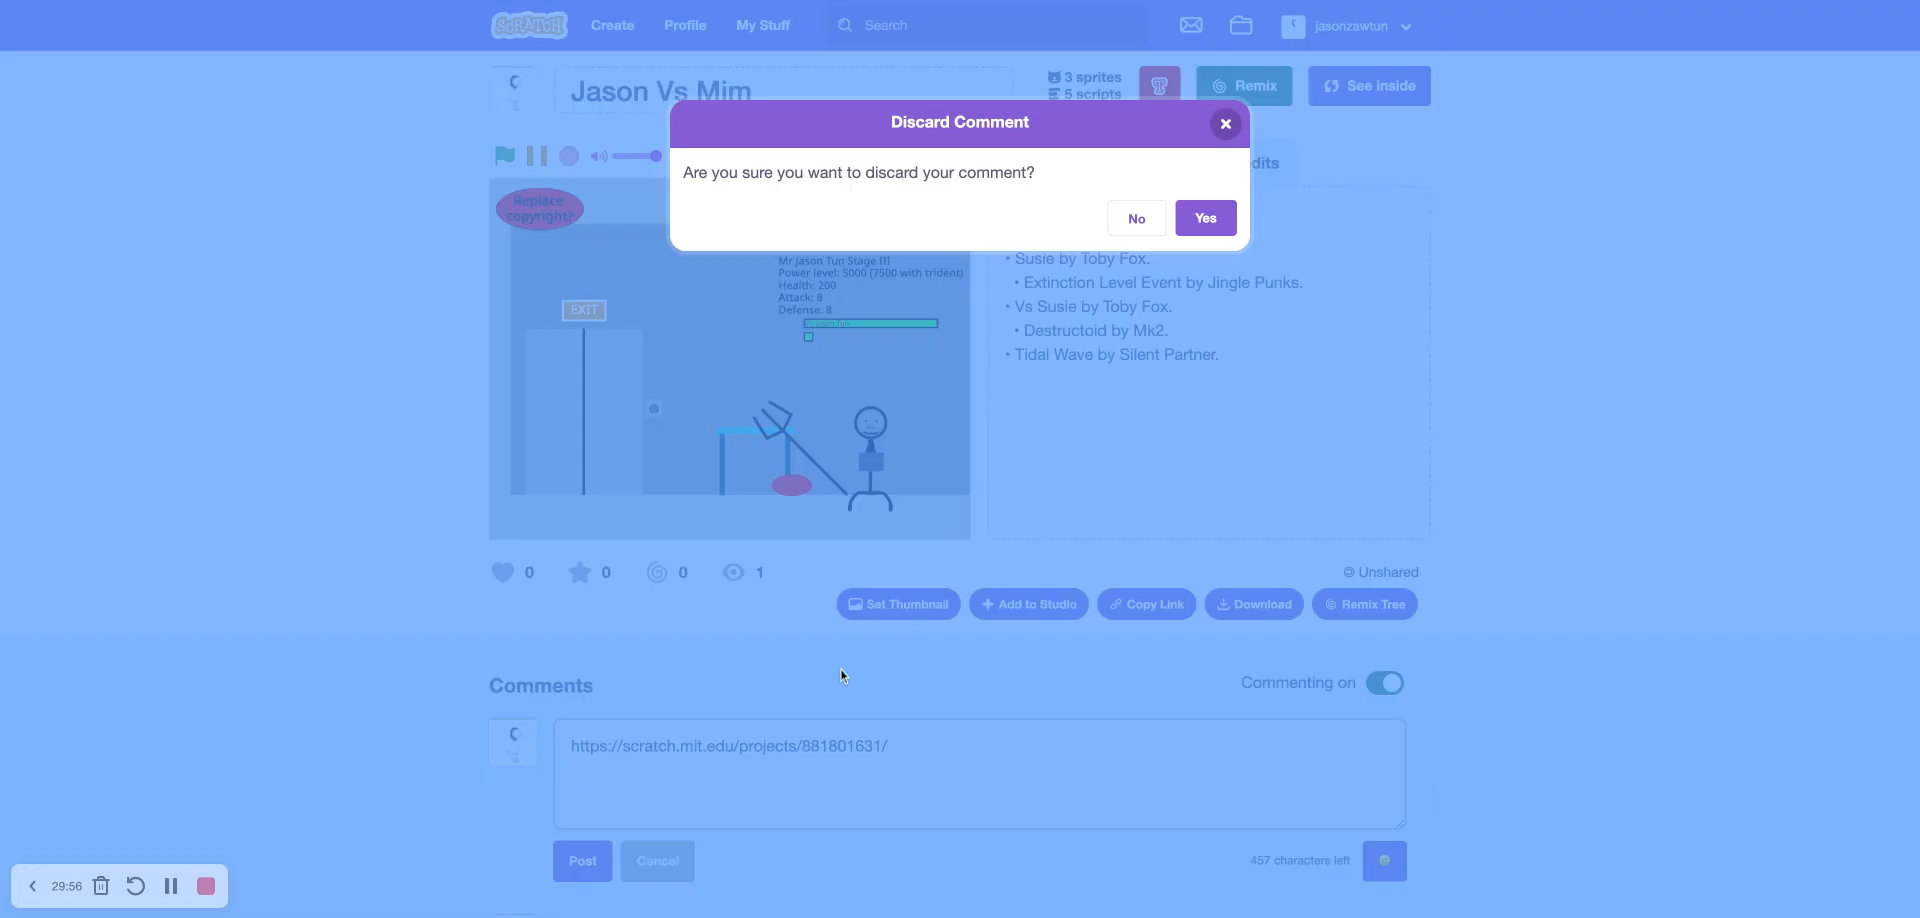 SCRATCH
Create
Profile
My Stuff
Search
jasonzawtun
Jason Vs Mim
3 sprites
5 scripts
Remix
See inside
Discard Comment
Are you sure you want to discard your comment?
No
Yes
dits
Replace
copyright?
Mr Jason Tun Stage III
Power level: 5000 (7500 with trident)
Health: 200
Attack: 8
Defense: 8
EXIT
• Susie by Toby Fox.
• Extinction Level Event by Jingle Punks.
• Vs Susie by Toby Fox.
• Destructoid by Mk2.
• Tidal Wave by Silent Partner.
0
0
0
1
Unshared
Set Thumbnail
Add to Studio
Copy Link
Download
Remix Tree
Comments
Commenting on
https://scratch.mit.edu/projects/881801631/
Post
Cancel
457 characters left
29:56